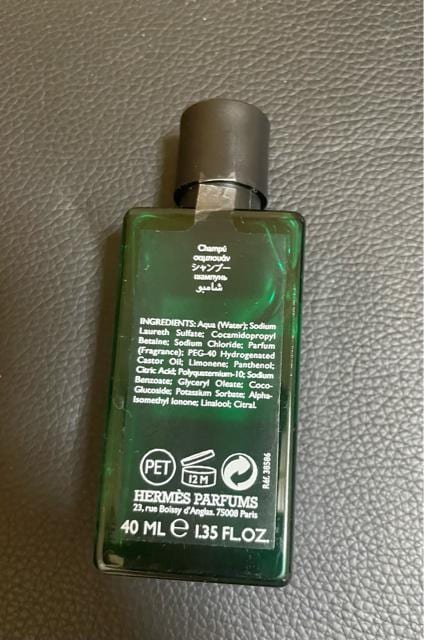 Champú
σαμπουάν
シャンプー
шампунь
شامبو
INGREDIENTS: Aqua (Water); Sodium
Laureth Sulfate; Cocamidopropyl
Betaine; Sodium Chloride; Parfum
(Fragrance); PEG-40 Hydrogenated
Castor Oil; Limonene; Panthenol;
Citric Acid; Polyquaternium-10; Sodium
Benzoate; Glyceryl Oleate; Coco-
Glucoside; Potassium Sorbate; Alpha-
Isomethyl Ionone; Linalool; Citral.
PET
12 M
Réf. 38586
HERMÈS PARFUMS
23, rue Boissy d'Anglas. 75008 Paris
40 ML e 1.35 FL.OZ.